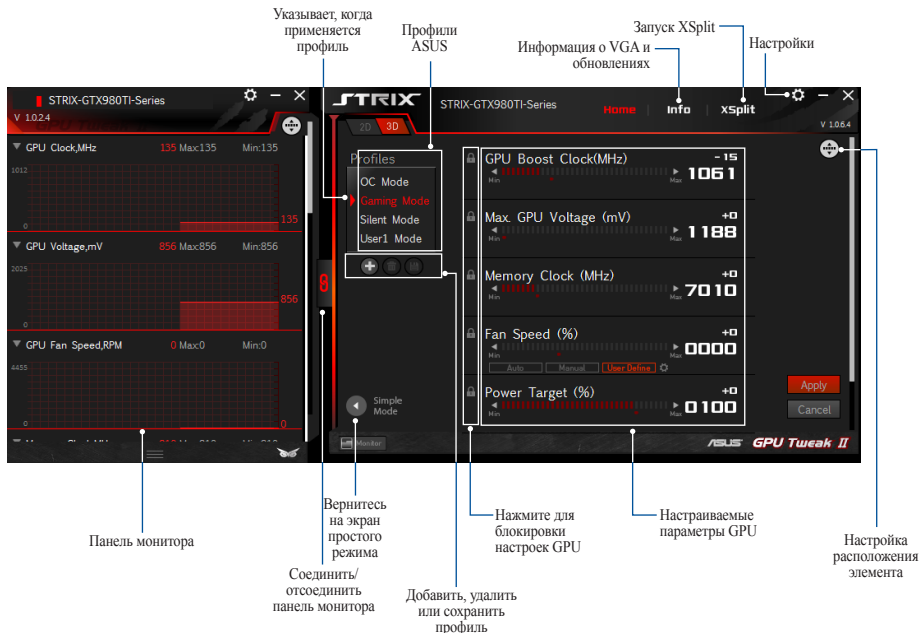 Указывает, когда
применяется
профиль
Профили
ASUS
Запуск XSplit
Информация о VGA и
обновлениях
Настройки
STRIX-GTX980TI-Series
V 1.0.2.4
GPU Tweak II
GPU Clock,MHz 135 Max:135 Min:135
1012
135
0
GPU Voltage,mV 856 Max:856 Min:856
2025
856
0
GPU Fan Speed,RPM 0 Max:0 Min:0
4455
0
0
STRIX
STRIX-GTX980TI-Series
Home | Info | XSplit
V 1.0.6.4
2D 3D
Profiles
OC Mode
Gaming Mode
Silent Mode
User1 Mode
GPU Boost Clock(MHz) -15
Min Max 1061
Max. GPU Voltage (mV) +0
Min Max 1188
Memory Clock (MHz) +0
Min Max 7010
Fan Speed (%) +0
Min Max 0000
Auto Manual User Define
Power Target (%) +0
Min Max 0100
Simple
Mode
Apply
Cancel
Monitor
ASUS GPU Tweak II
Панель монитора
Вернитесь
на экран
простого
режима
Соединить/
отсоединить
панель монитора
Добавить, удалить
или сохранить
профиль
Нажмите для
блокировки
настроек GPU
Настраиваемые
параметры GPU
Настройка
расположения
элемента